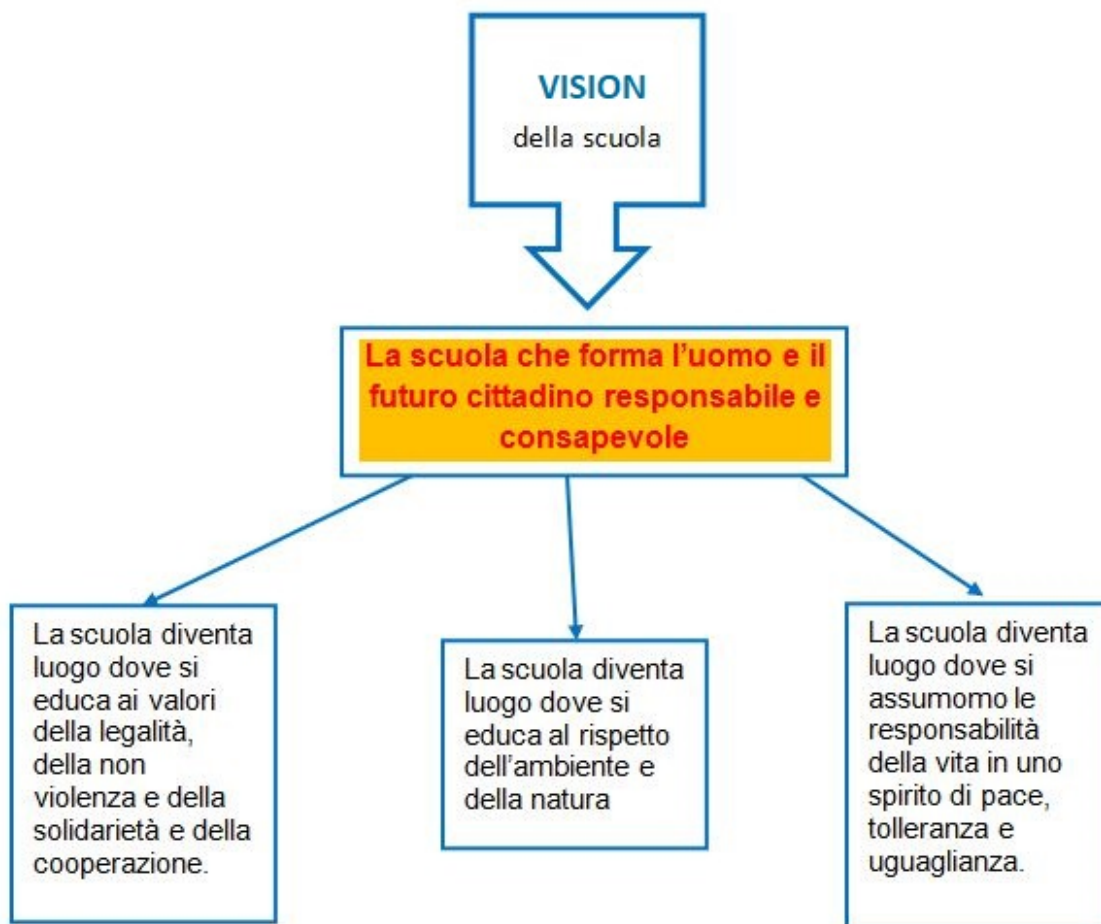 VISION
della scuola
La scuola che forma l'uomo e il
futuro cittadino responsabile e
consapevole
La scuola diventa
luogo dove si
educa ai valori
della legalità,
della non
violenza e della
solidarietà e della
cooperazione.
La scuola diventa
luogo dove si
educa al rispetto
dell'ambiente e
della natura
La scuola diventa
luogo dove si
assumomo le
responsabilità
della vita in uno
spirito di pace,
tolleranza e
uguaglianza.